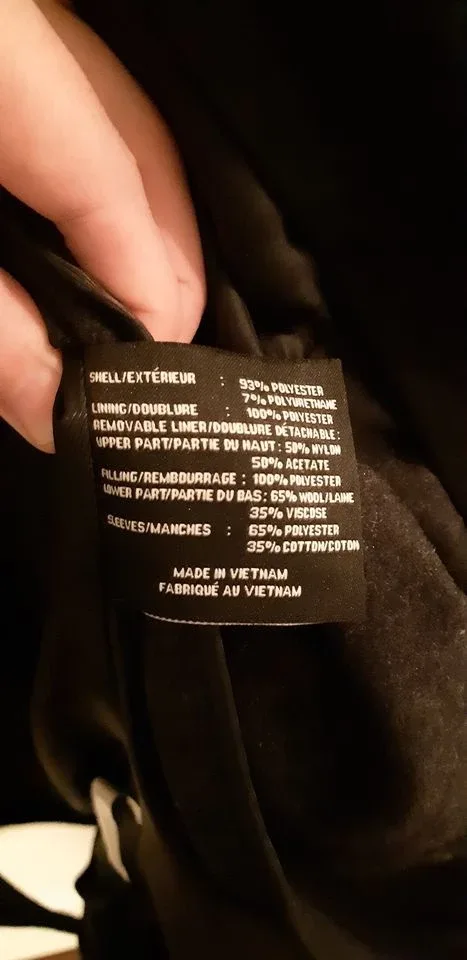 SHELL/EXTÉRIEUR : 93% POLYESTER
7% POLYURETHANE
LINING/DOUBLURE : 100% POLYESTER
REMOVABLE LINER/DOUBLURE DÉTACHABLE:
UPPER PART/PARTIE DU HAUT: 50% NYLON
50% ACETATE
FILLING/REMBOURRAGE : 100% POLYESTER
LOWER PART/PARTIE DU BAS: 65% WOOL/LAINE
35% VISCOSE
SLEEVES/MANCHES : 65% POLYESTER
35% COTTON/COTON
MADE IN VIETNAM
FABRIQUÉ AU VIETNAM